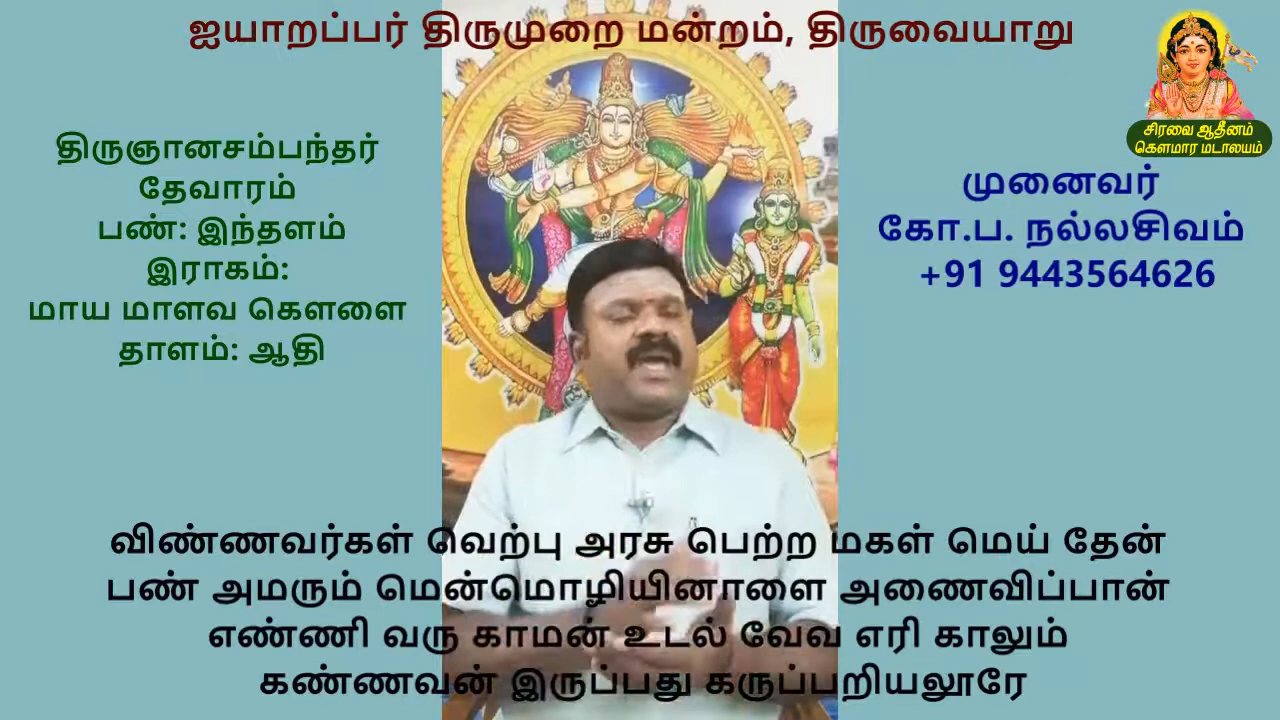 ஐயாறப்பர் திருமுறை மன்றம், திருவையாறு
திருஞானசம்பந்தர்
தேவாரம்
பண்: இந்தளம்
இராகம்:
மாய மாளவ கௌளை
தாளம்: ஆதி
சிரவை ஆதீனம்
கௌமார மடாலயம்
முனைவர்
கோ.ப. நல்லசிவம்
+91 9443564626
விண்ணவர்கள் வெற்பு அரசு பெற்ற மகள் மெய் தேன்
பண் அமரும் மென்மொழியினாளை அணைவிப்பான்
எண்ணி வரு காமன் உடல் வேவ எரி காலும்
கண்ணவன் இருப்பது கருப்பறியலூரே